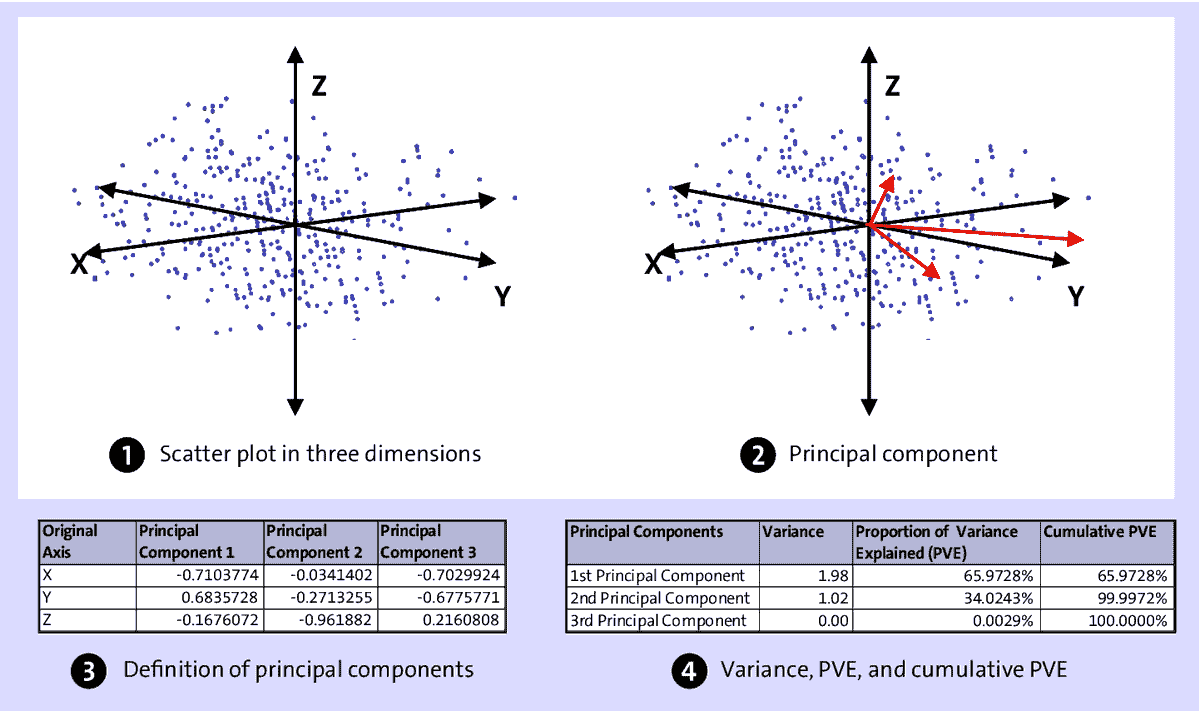 Z
X
Y
Z
X
Y
1 Scatter plot in three dimensions
2 Principal component
Original Axis Principal Component 1 Principal Component 2 Principal Component 3
X -0.7103774 -0.0341402 -0.7029924
Y 0.6835728 -0.2713255 -0.6775771
Z -0.1676072 -0.961882 0.2160808
3 Definition of principal components
Principal Components Variance Proportion of Variance Explained (PVE) Cumulative PVE
1st Principal Component 1.98 65.9728% 65.9728%
2nd Principal Component 1.02 34.0243% 99.9972%
3rd Principal Component 0.00 0.0029% 100.0000%
4 Variance, PVE, and cumulative PVE